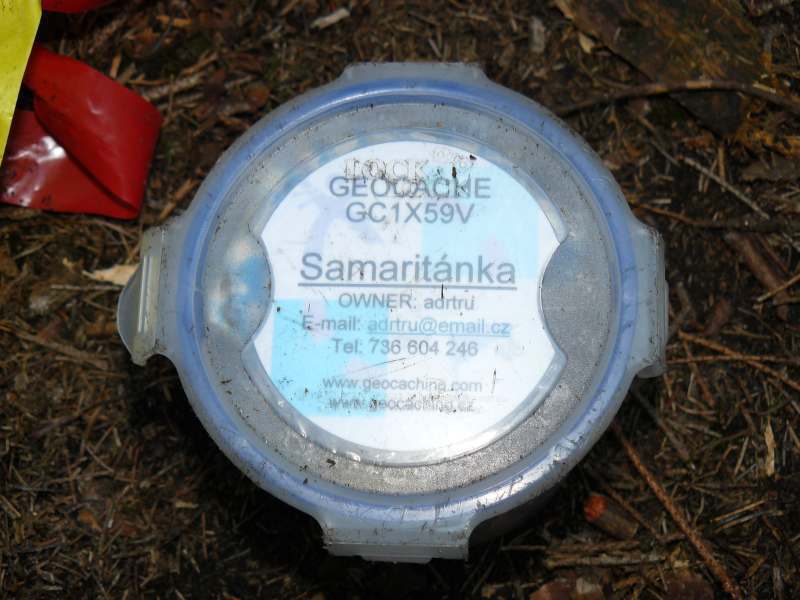 LOCK
GEOCACHE
GC1X59V
Samaritánka
OWNER: adrtru
E-mail: adrtru@email.cz
Tel: 736 604 246
www.geocaching.com
www.geocaching.cz